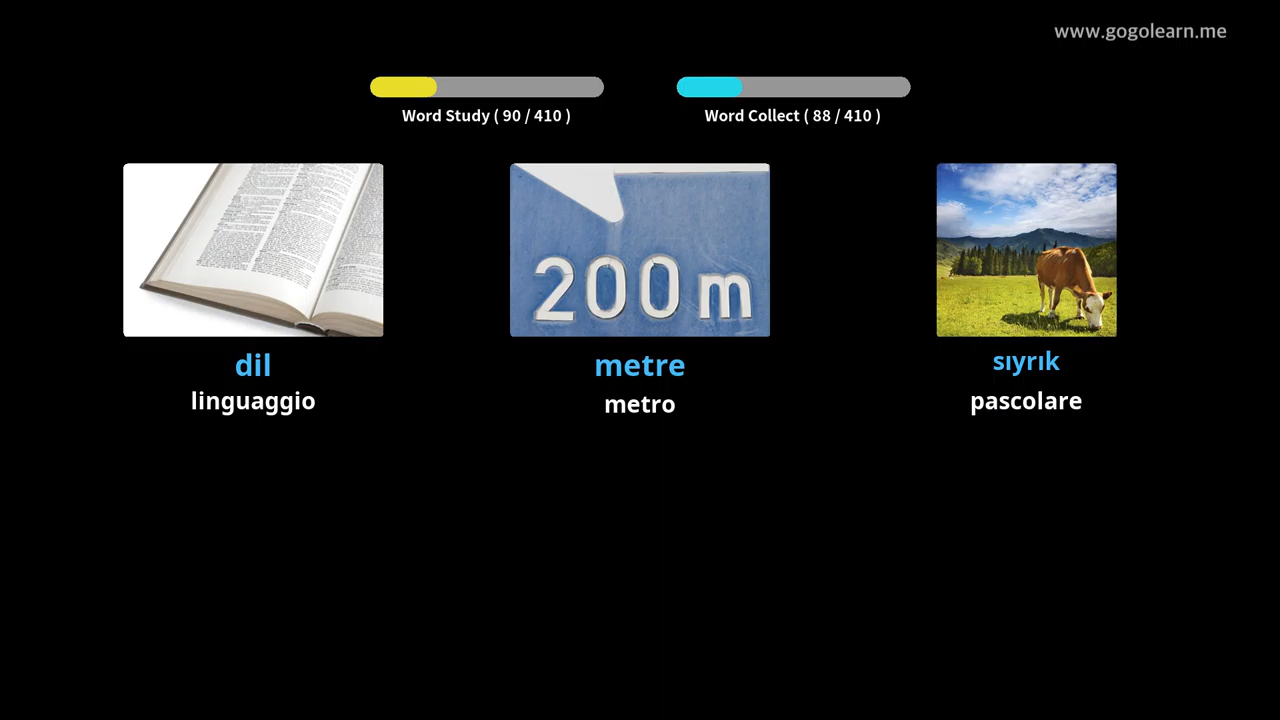 www.gogolearn.me
Word Study ( 90 / 410 )
Word Collect ( 88 / 410 )
200 m
dil
linguaggio
metre
metro
sıyrık
pascolare